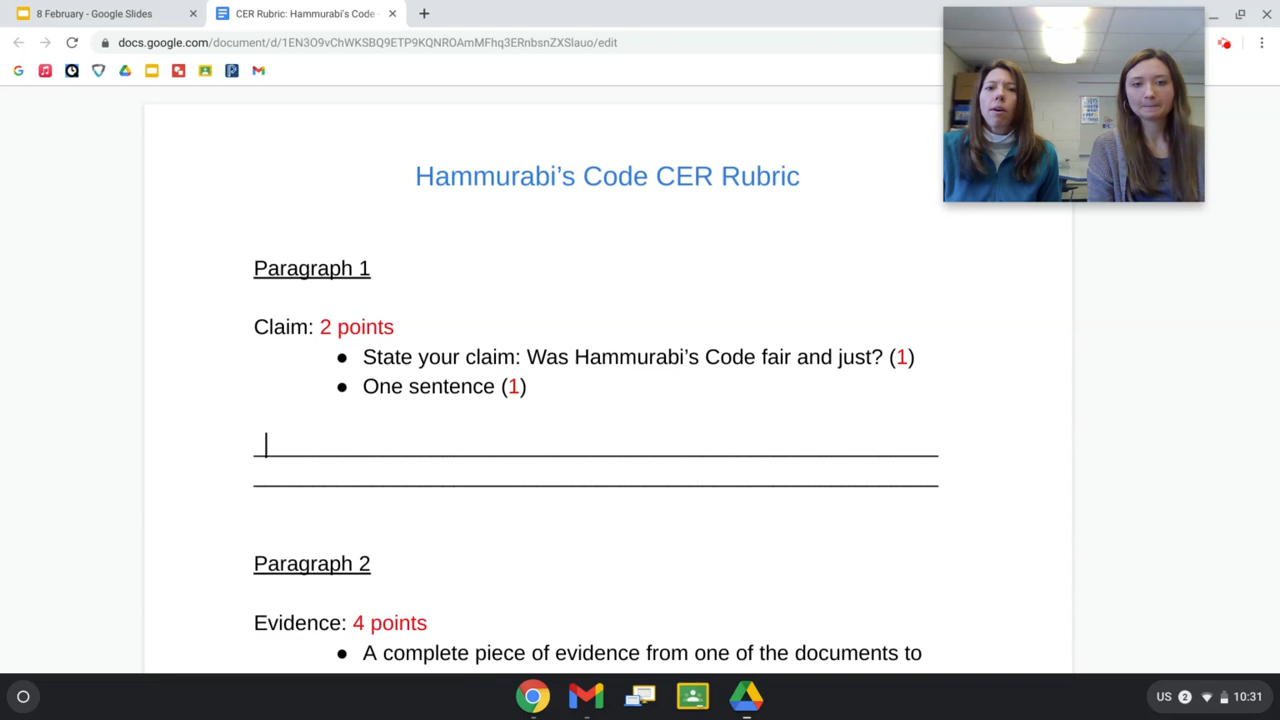 8 February - Google Slides
CER Rubric: Hammurabi's Code -
docs.google.com/document/d/1EN3O9vChWKSBQ9ETP9KQNROAmMFhq3ERnbsnZXSlauo/edit
Hammurabi's Code CER Rubric
Paragraph 1
Claim: 2 points
● State your claim: Was Hammurabi's Code fair and just? (1)
● One sentence (1)
Paragraph 2
Evidence: 4 points
● A complete piece of evidence from one of the documents to
US 2 10:31